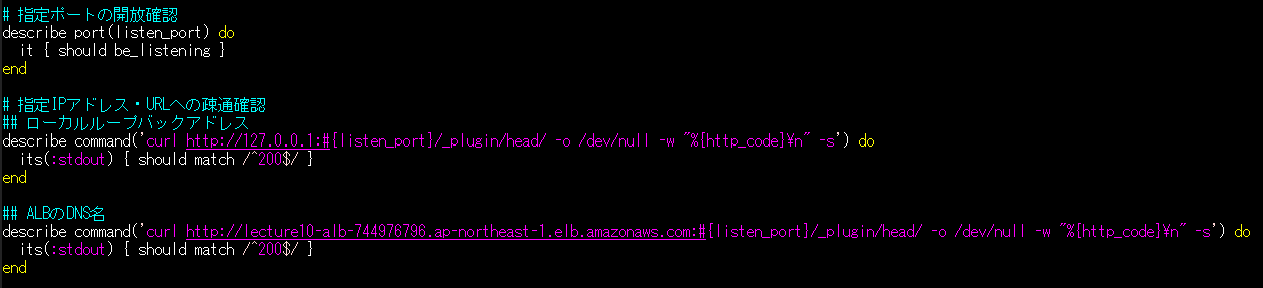 # 指定ポートの開放確認
describe port(listen_port) do
  it { should be_listening }
end

# 指定IPアドレス・URLへの疎通確認
## ローカルループバックアドレス
describe command('curl http://127.0.0.1:#{listen_port}/_plugin/head/ -o /dev/null -w "%{http_code}¥n" -s') do
  its(:stdout) { should match /^200$/ }
end

## ALBのDNS名
describe command('curl http://lecture10-alb-744976796.ap-northeast-1.elb.amazonaws.com:#{listen_port}/_plugin/head/ -o /dev/null -w "%{http_code}¥n" -s') do
  its(:stdout) { should match /^200$/ }
end